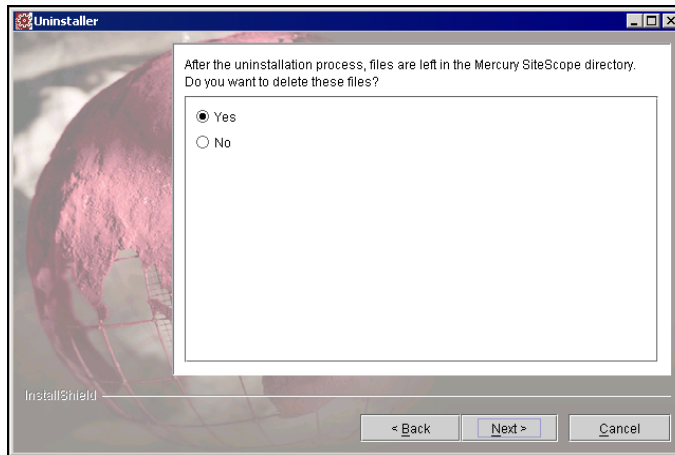 Uninstaller
After the uninstallation process, files are left in the Mercury SiteScope directory.
Do you want to delete these files?
Yes
No
InstallShield
< Back
Next >
Cancel